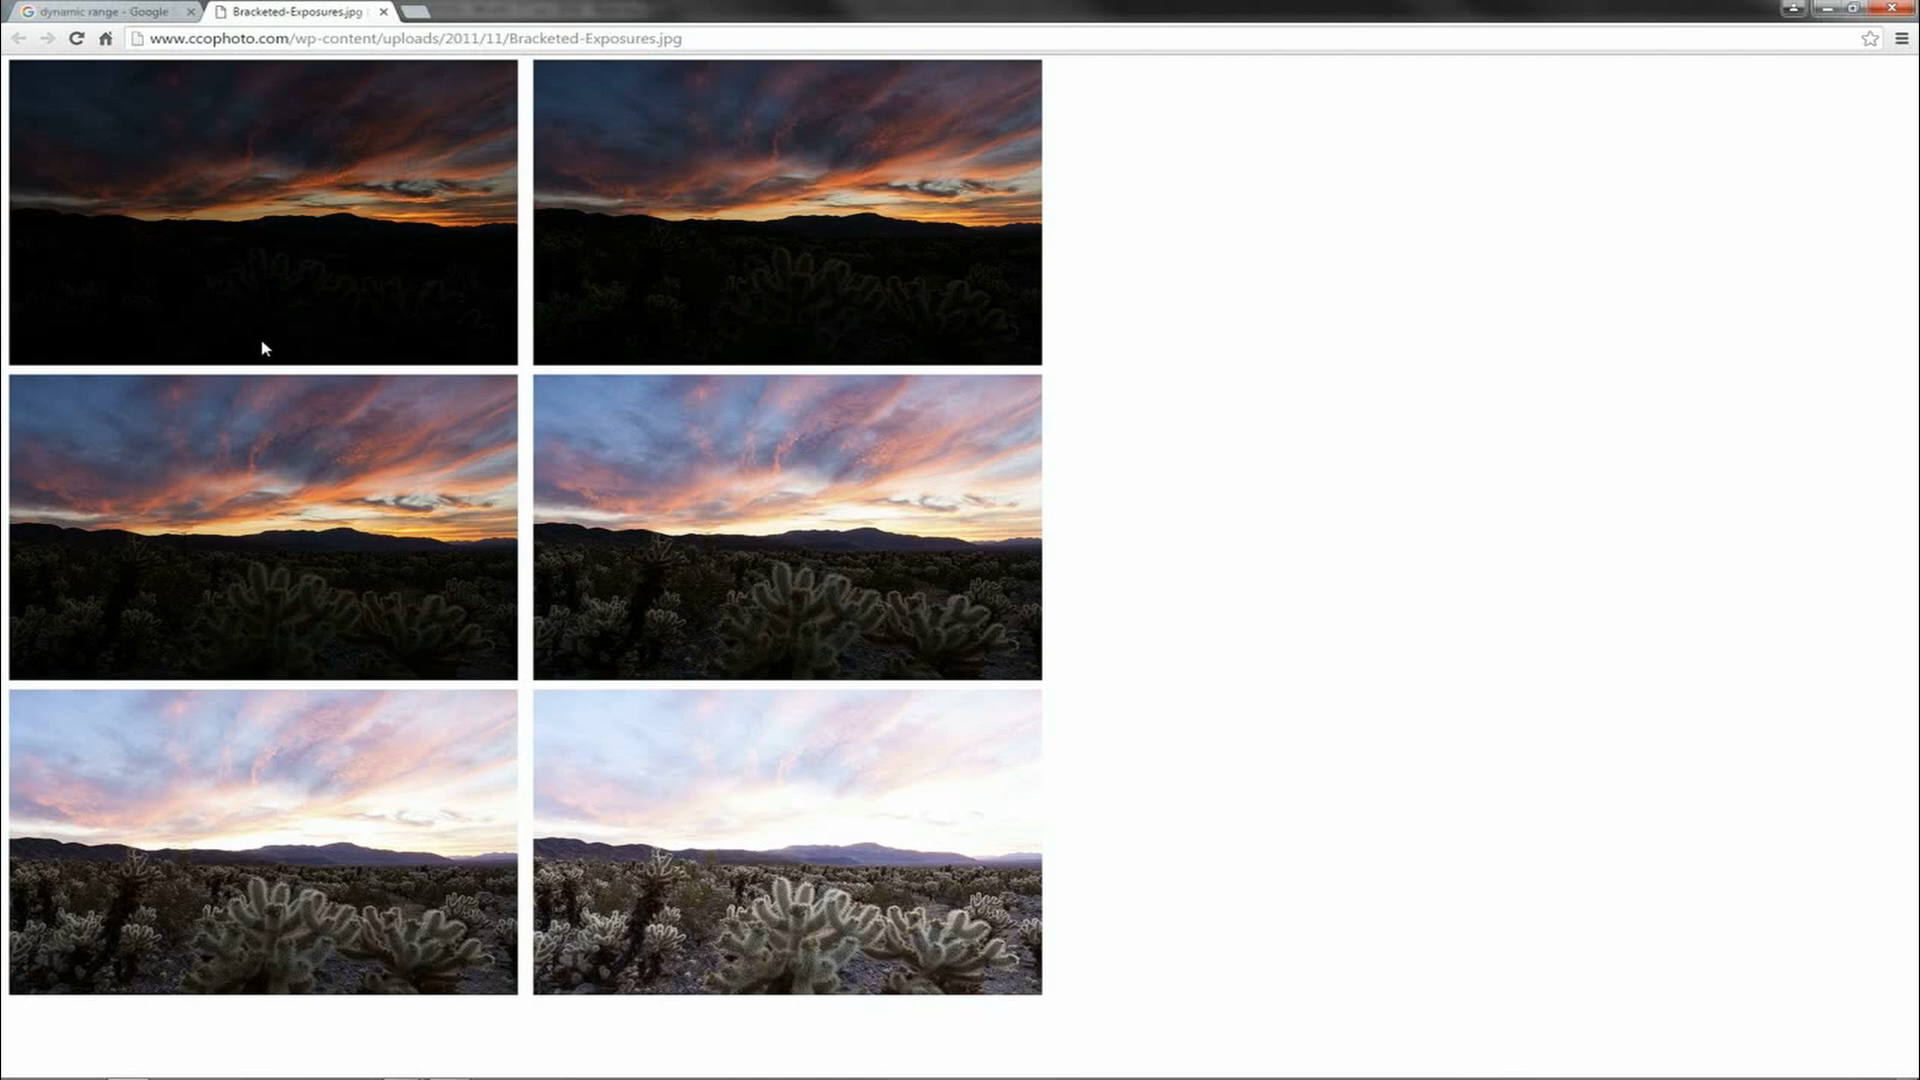 dynamic range - Google
Bracketed-Exposures.jpg
www.ccophoto.com/wp-content/uploads/2011/11/Bracketed-Exposures.jpg